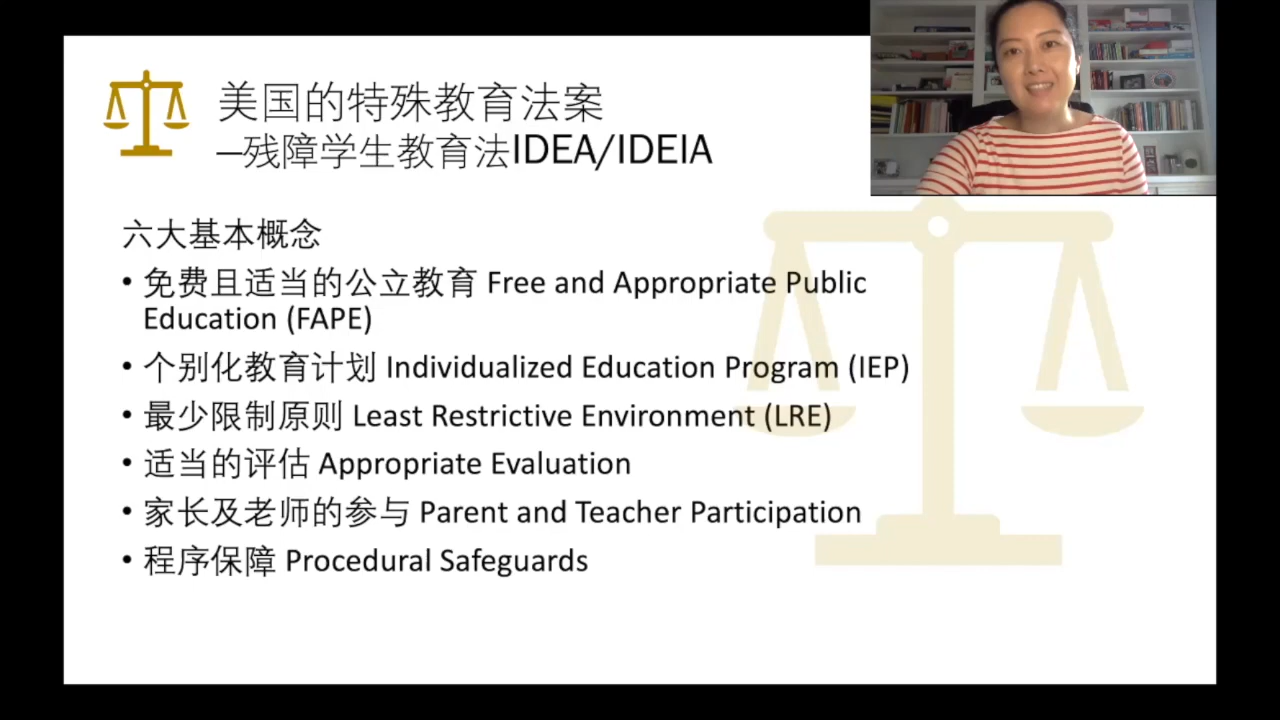 美国的特殊教育法案
—残障学生教育法IDEA/IDEIA
六大基本概念
• 免费且适当的公立教育 Free and Appropriate Public
Education (FAPE)
• 个别化教育计划 Individualized Education Program (IEP)
• 最少限制原则 Least Restrictive Environment (LRE)
• 适当的评估 Appropriate Evaluation
• 家长及老师的参与 Parent and Teacher Participation
• 程序保障 Procedural Safeguards